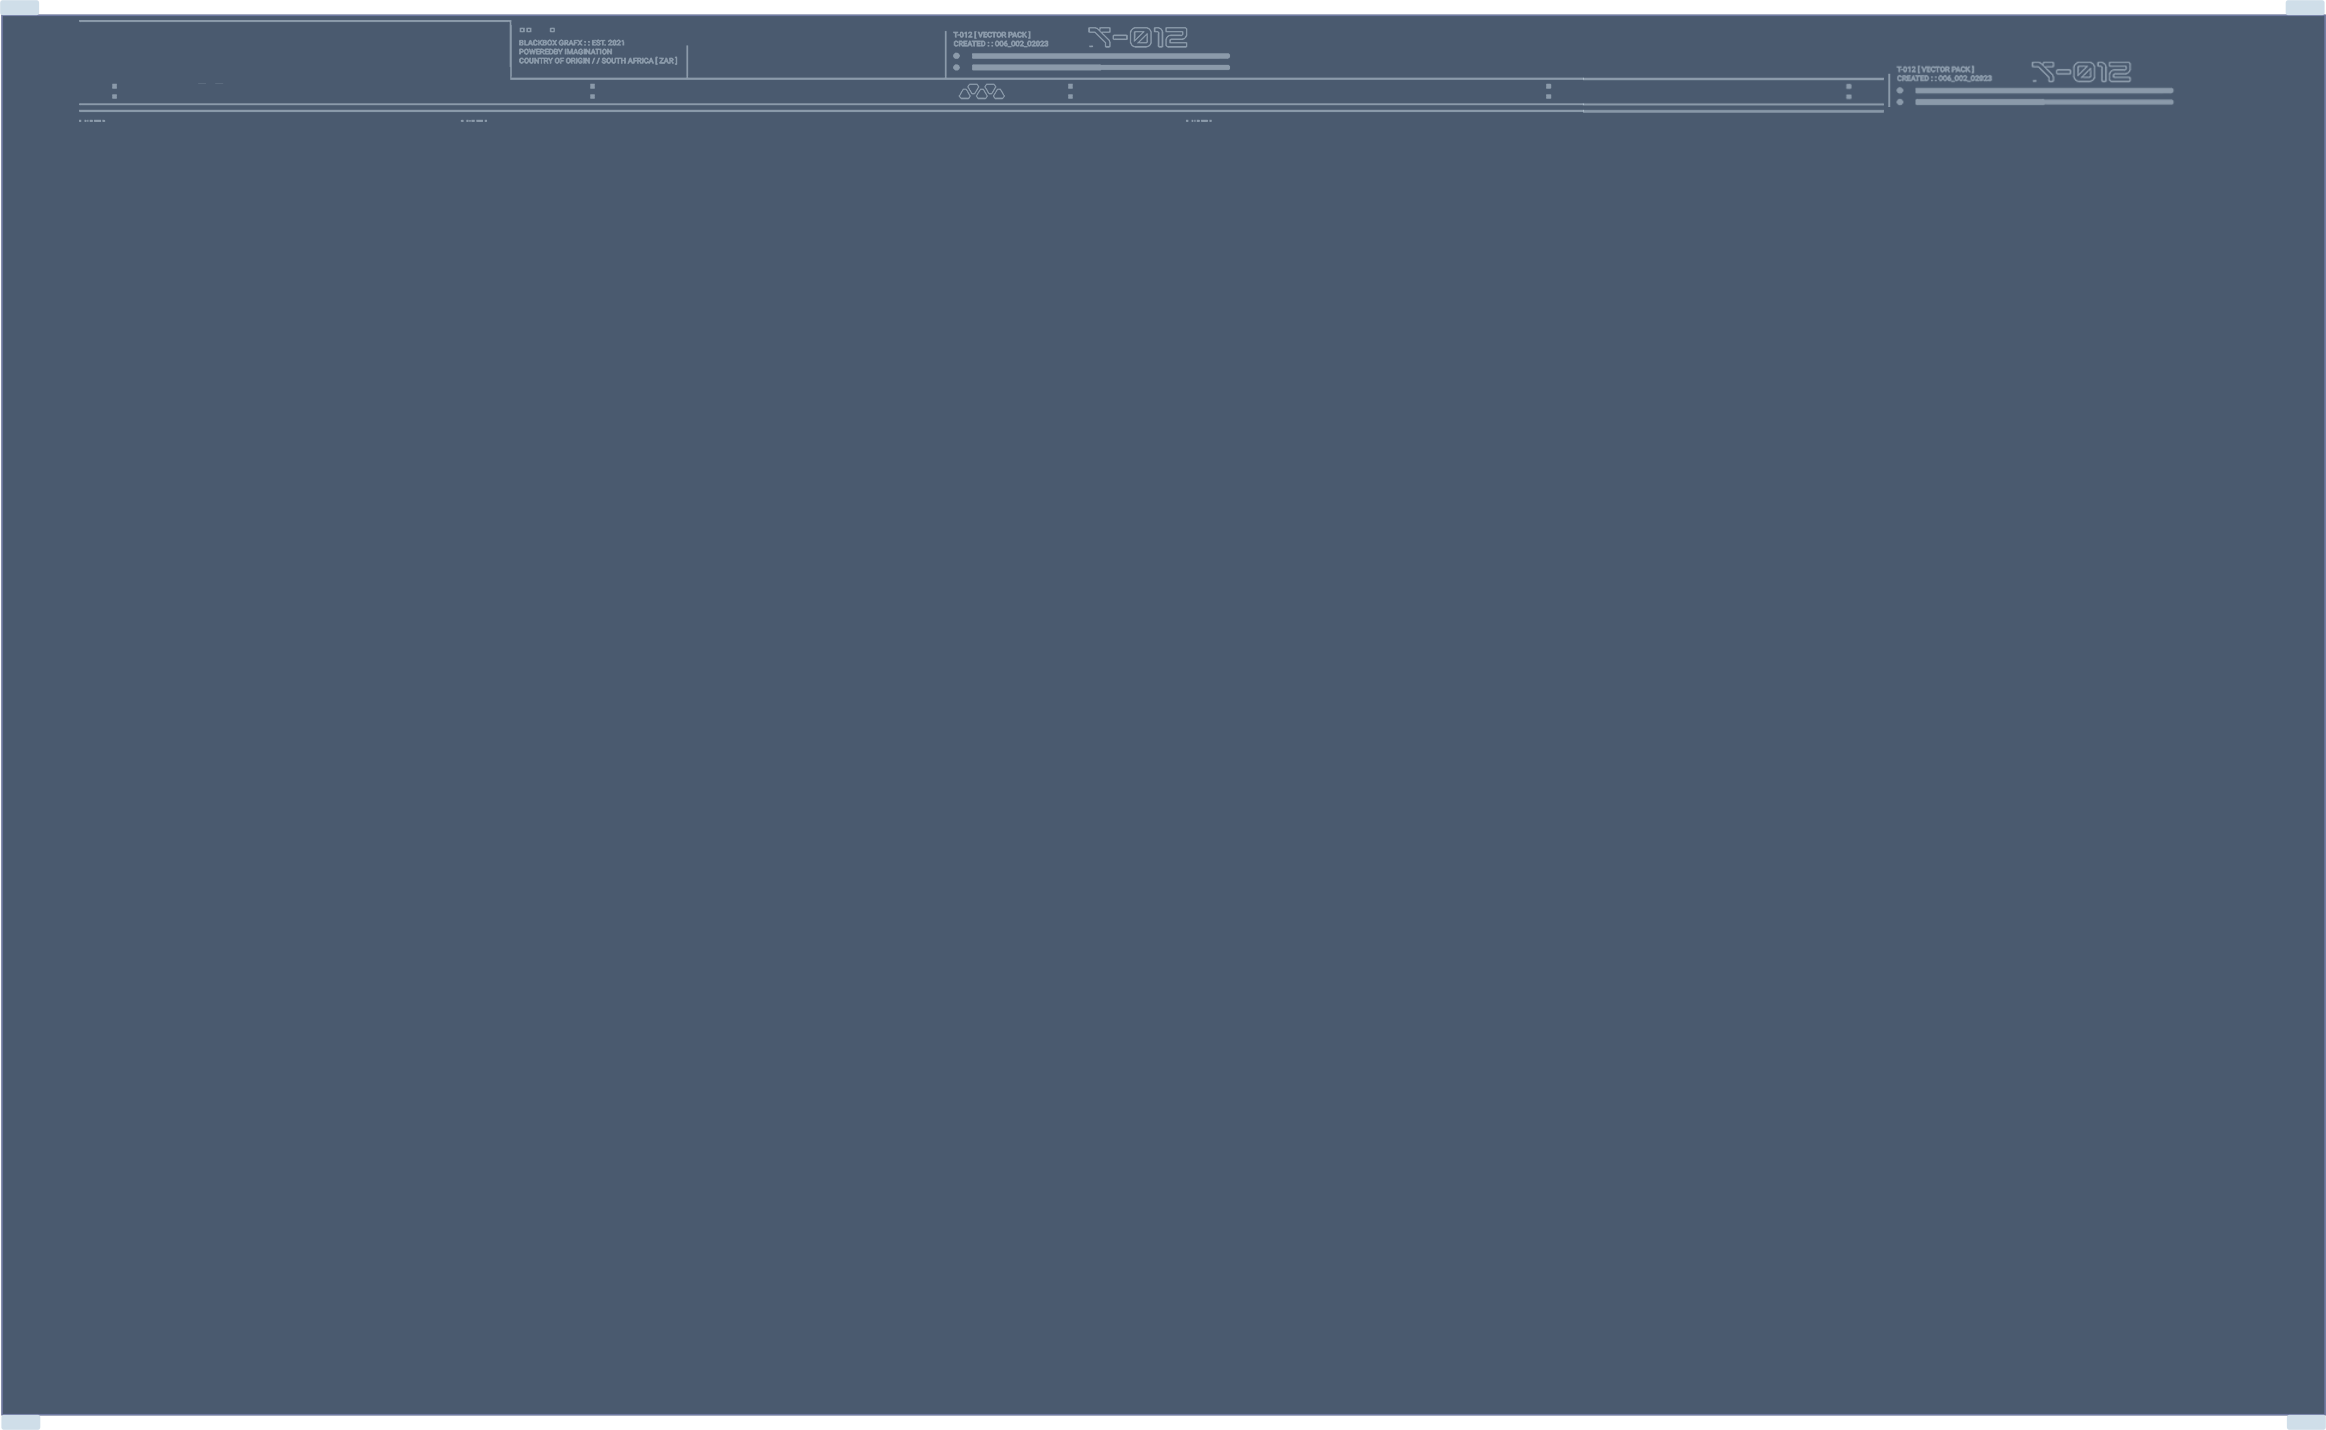 BLACKBOX GRAFX : : EST. 2021
POWEREDBY IMAGINATION
COUNTRY OF ORIGIN / / SOUTH AFRICA [ ZAR ]
T-012 [ VECTOR PACK ]
CREATED : : 006_002_02023
T-012
T-012 [ VECTOR PACK ]
CREATED : : 006_002_02023
T-012